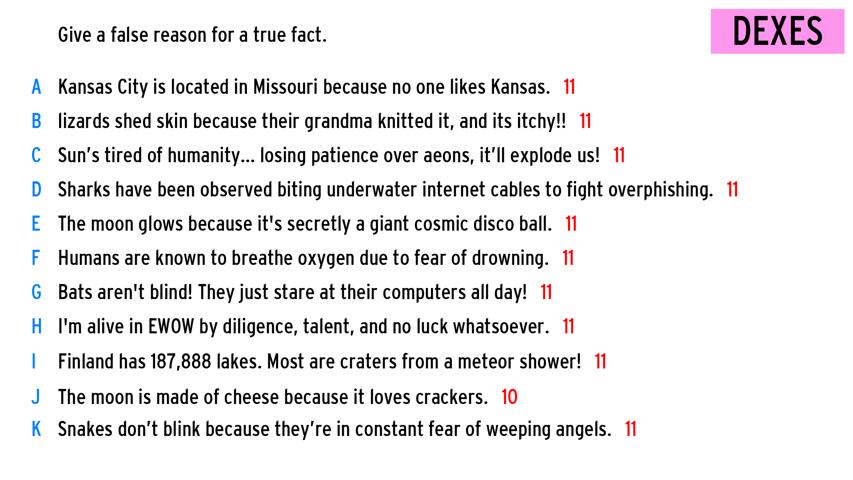 Give a false reason for a true fact.
DEXES
A Kansas City is located in Missouri because no one likes Kansas. 11
B lizards shed skin because their grandma knitted it, and its itchy!! 11
C Sun’s tired of humanity... losing patience over aeons, it’ll explode us! 11
D Sharks have been observed biting underwater internet cables to fight overphishing. 11
E The moon glows because it's secretly a giant cosmic disco ball. 11
F Humans are known to breathe oxygen due to fear of drowning. 11
G Bats aren't blind! They just stare at their computers all day! 11
H I'm alive in EWOW by diligence, talent, and no luck whatsoever. 11
I Finland has 187,888 lakes. Most are craters from a meteor shower! 11
J The moon is made of cheese because it loves crackers. 10
K Snakes don’t blink because they’re in constant fear of weeping angels. 11